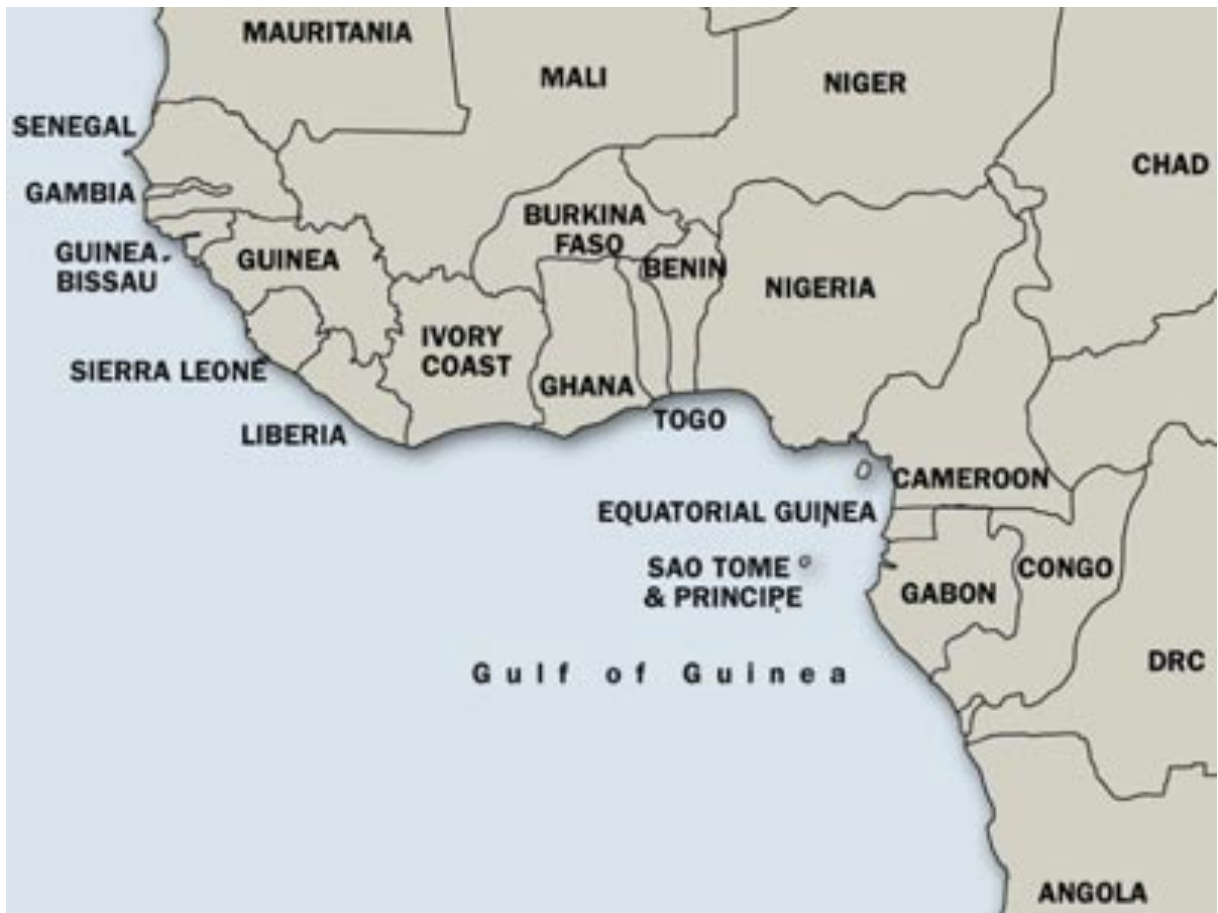 MAURITANIA
MALI
NIGER
SENEGAL
CHAD
GAMBIA
BURKINA
FASO
GUINEA
BISSAU
GUINEA
BENIN
NIGERIA
IVORY
COAST
SIERRA LEONE
GHANA
TOGO
LIBERIA
CAMEROON
EQUATORIAL GUINEA
SAO TOME
& PRINCIPE
CONGO
GABON
DRC
Gulf of Guinea
ANGOLA